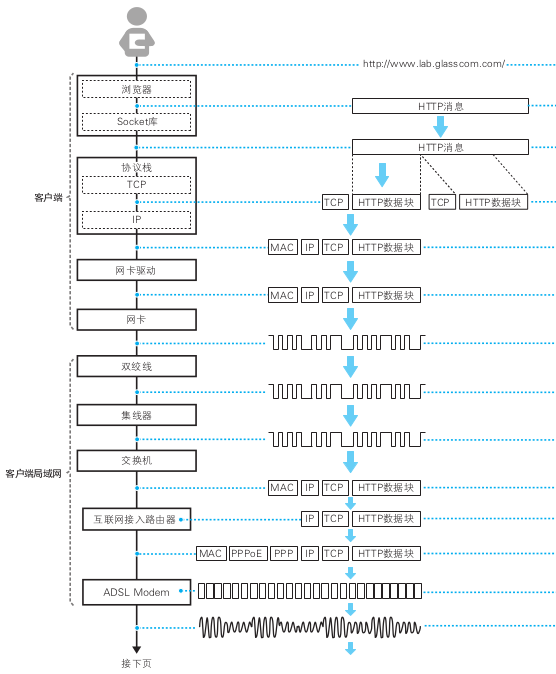 http://www.lab.glasscom.com/
浏览器
HTTP消息
Socket库
HTTP消息
协议栈
TCP
客户端
TCP HTTP数据块 TCP HTTP数据块
IP
MAC IP TCP HTTP数据块
网卡驱动
MAC IP TCP HTTP数据块
网卡
双绞线
集线器
交换机
客户端局域网
MAC IP TCP HTTP数据块
互联网接入路由器
IP TCP HTTP数据块
MAC PPPoE PPP IP TCP HTTP数据块
ADSL Modem
接下页